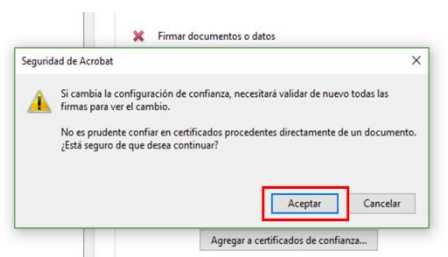 Firmar documentos o datos
Seguridad de Acrobat
Si cambia la configuración de confianza, necesitará validar de nuevo todas las
firmas para ver el cambio.
No es prudente confiar en certificados procedentes directamente de un documento.
¿Está seguro de que desea continuar?
Aceptar
Cancelar
Agregar a certificados de confianza...